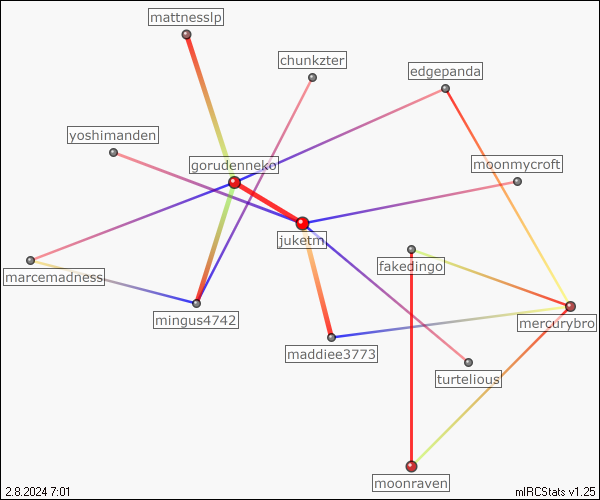 mattnesslp
chunkzter
edgepanda
yoshimanden
gorudenneko
moonmycroft
juketm
fakedingo
marcemadness
mingus4742
mercurybro
maddiee3773
turtelious
moonraven
2.8.2024 7:01
mIRCStats v1.25